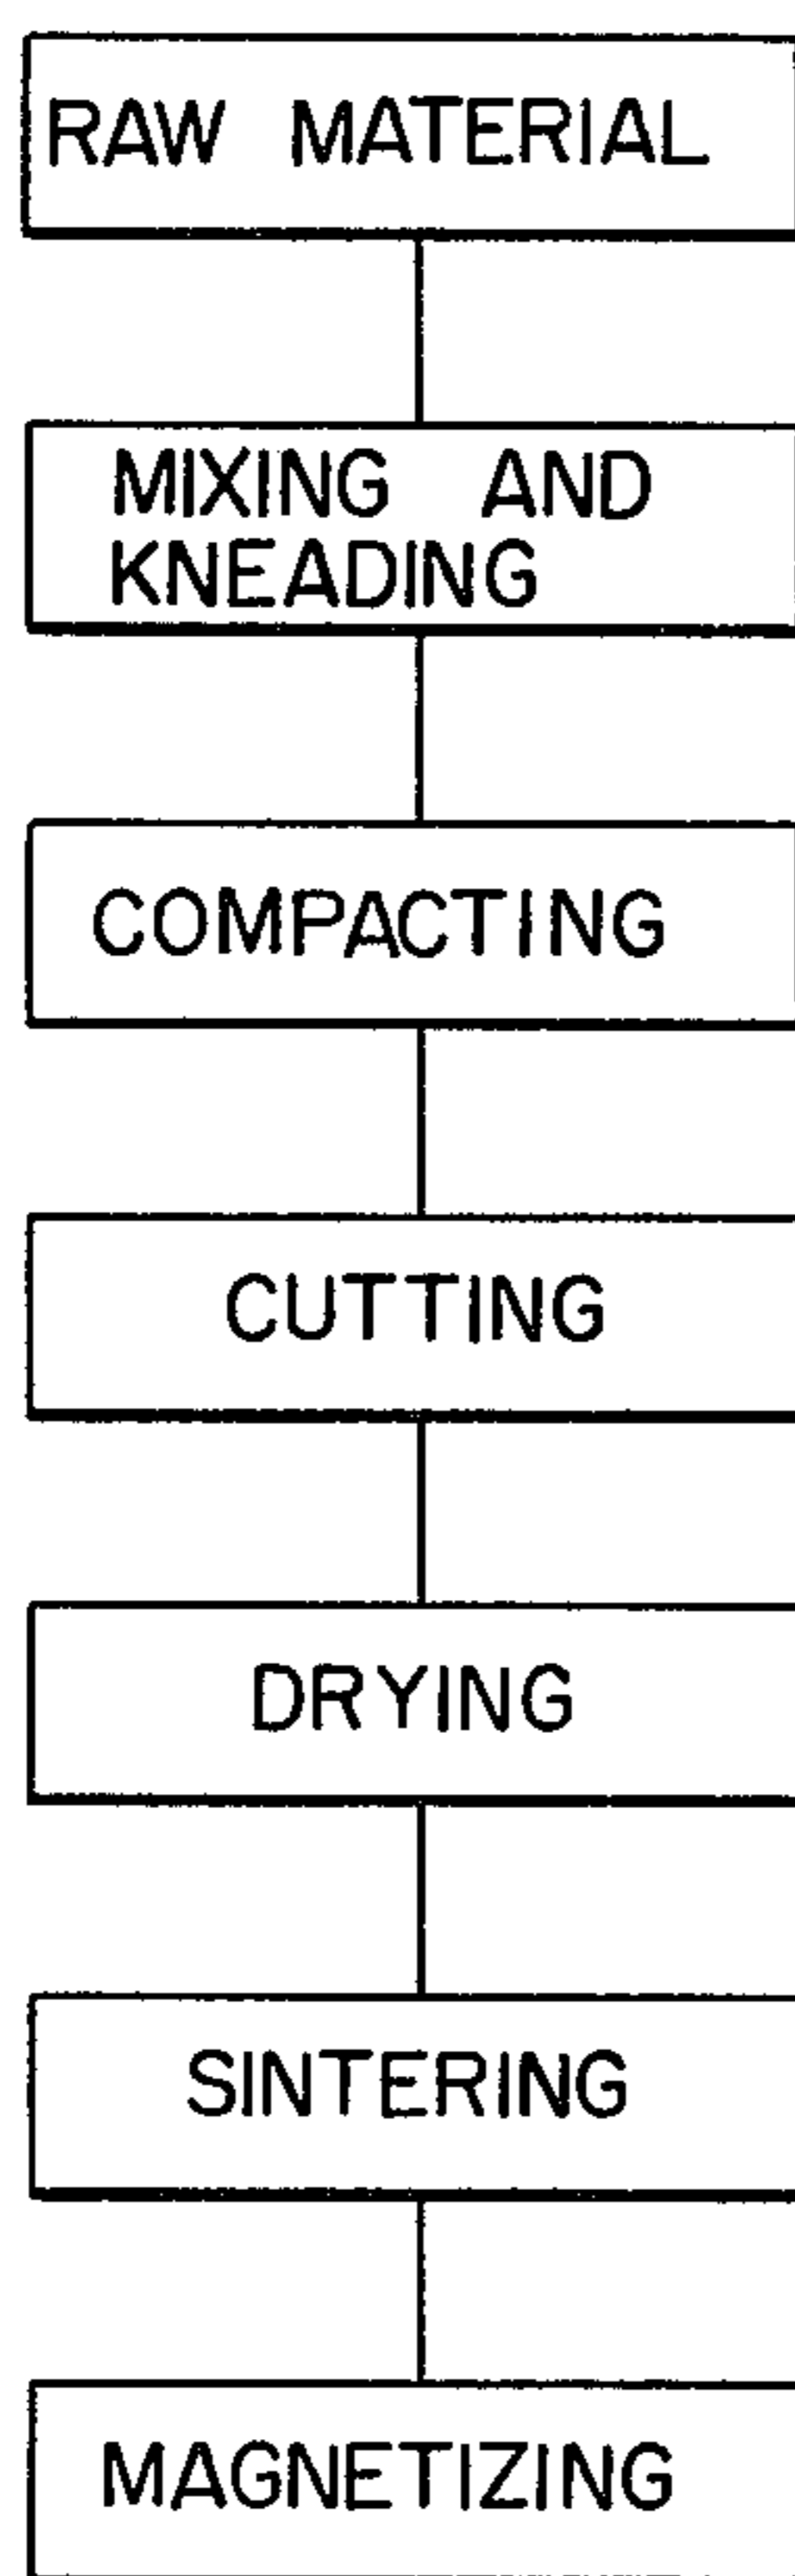 RAW MATERIAL
MIXING AND
KNEADING
COMPACTING
CUTTING
DRYING
SINTERING
MAGNETIZING